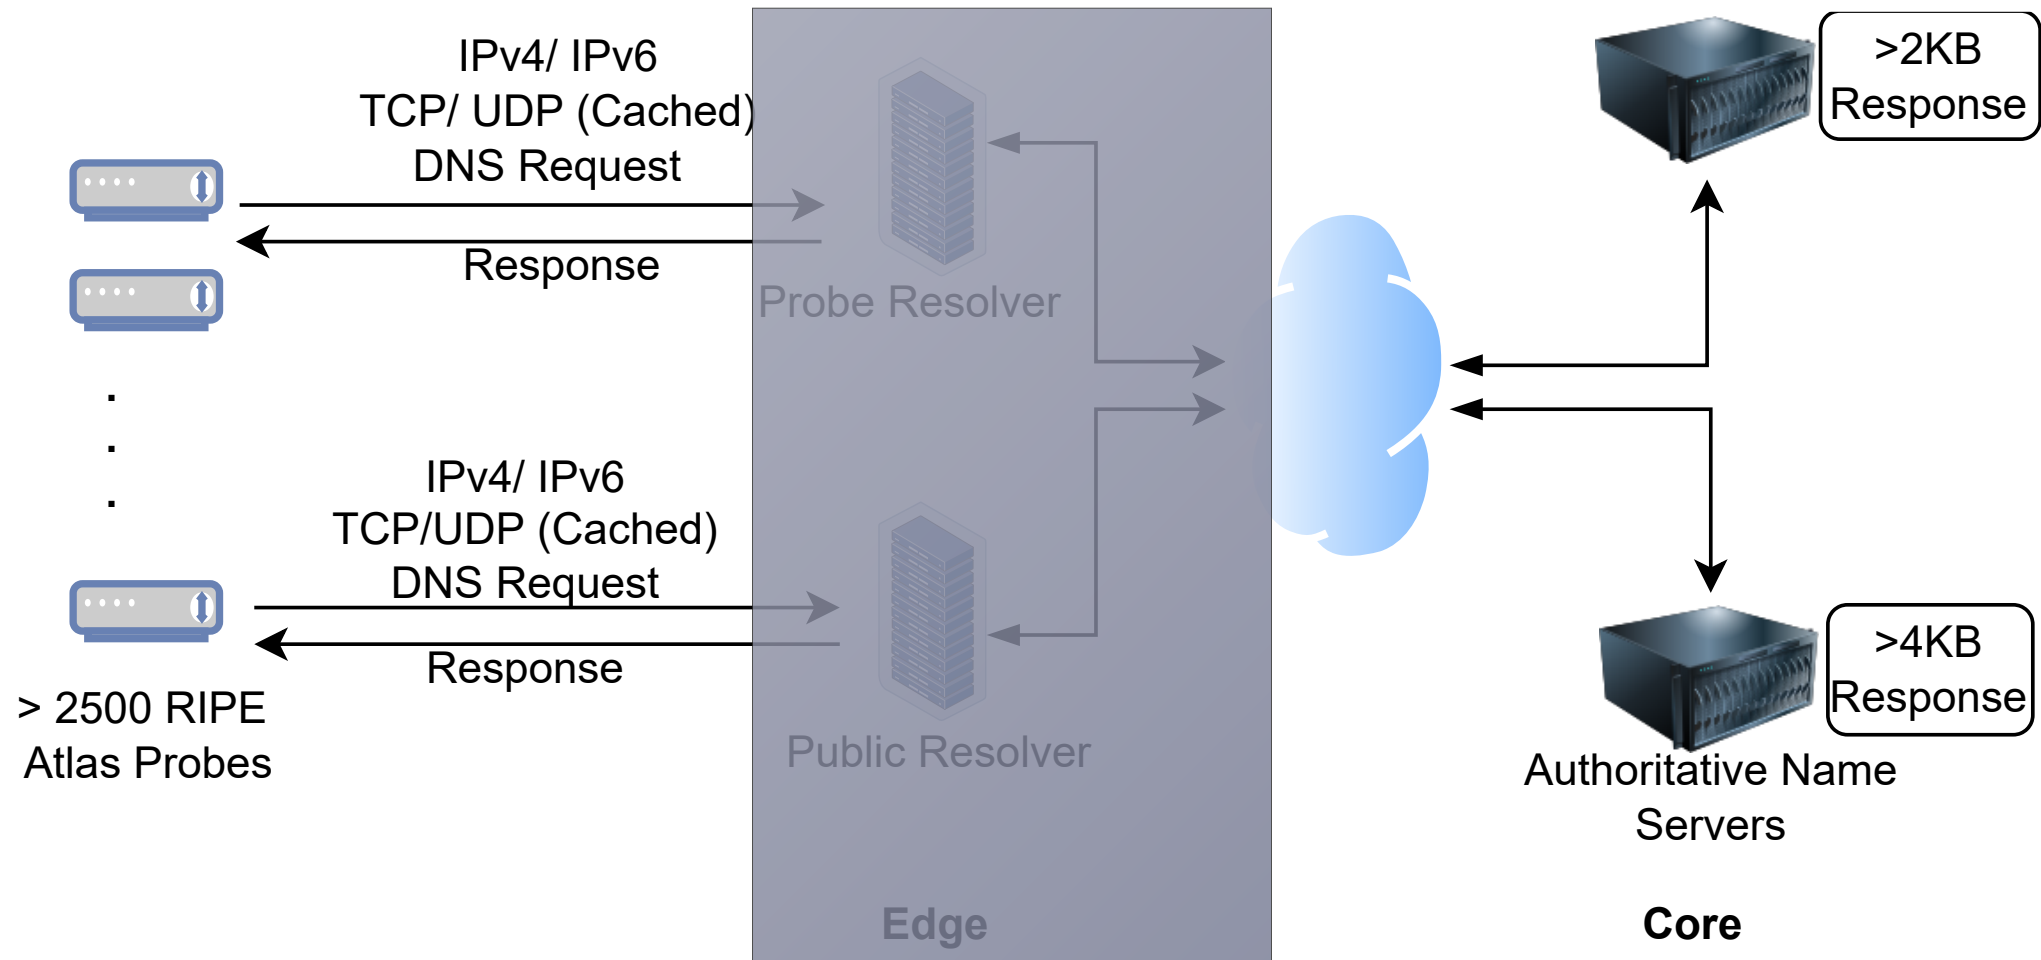 IPv4/ IPv6
TCP/ UDP (Cached)
DNS Request
Response
Probe Resolver
>2KB
Response
IPv4/ IPv6
TCP/UDP (Cached)
DNS Request
Response
Public Resolver
>4KB
Response
> 2500 RIPE
Atlas Probes
Authoritative Name
Servers
Edge
Core